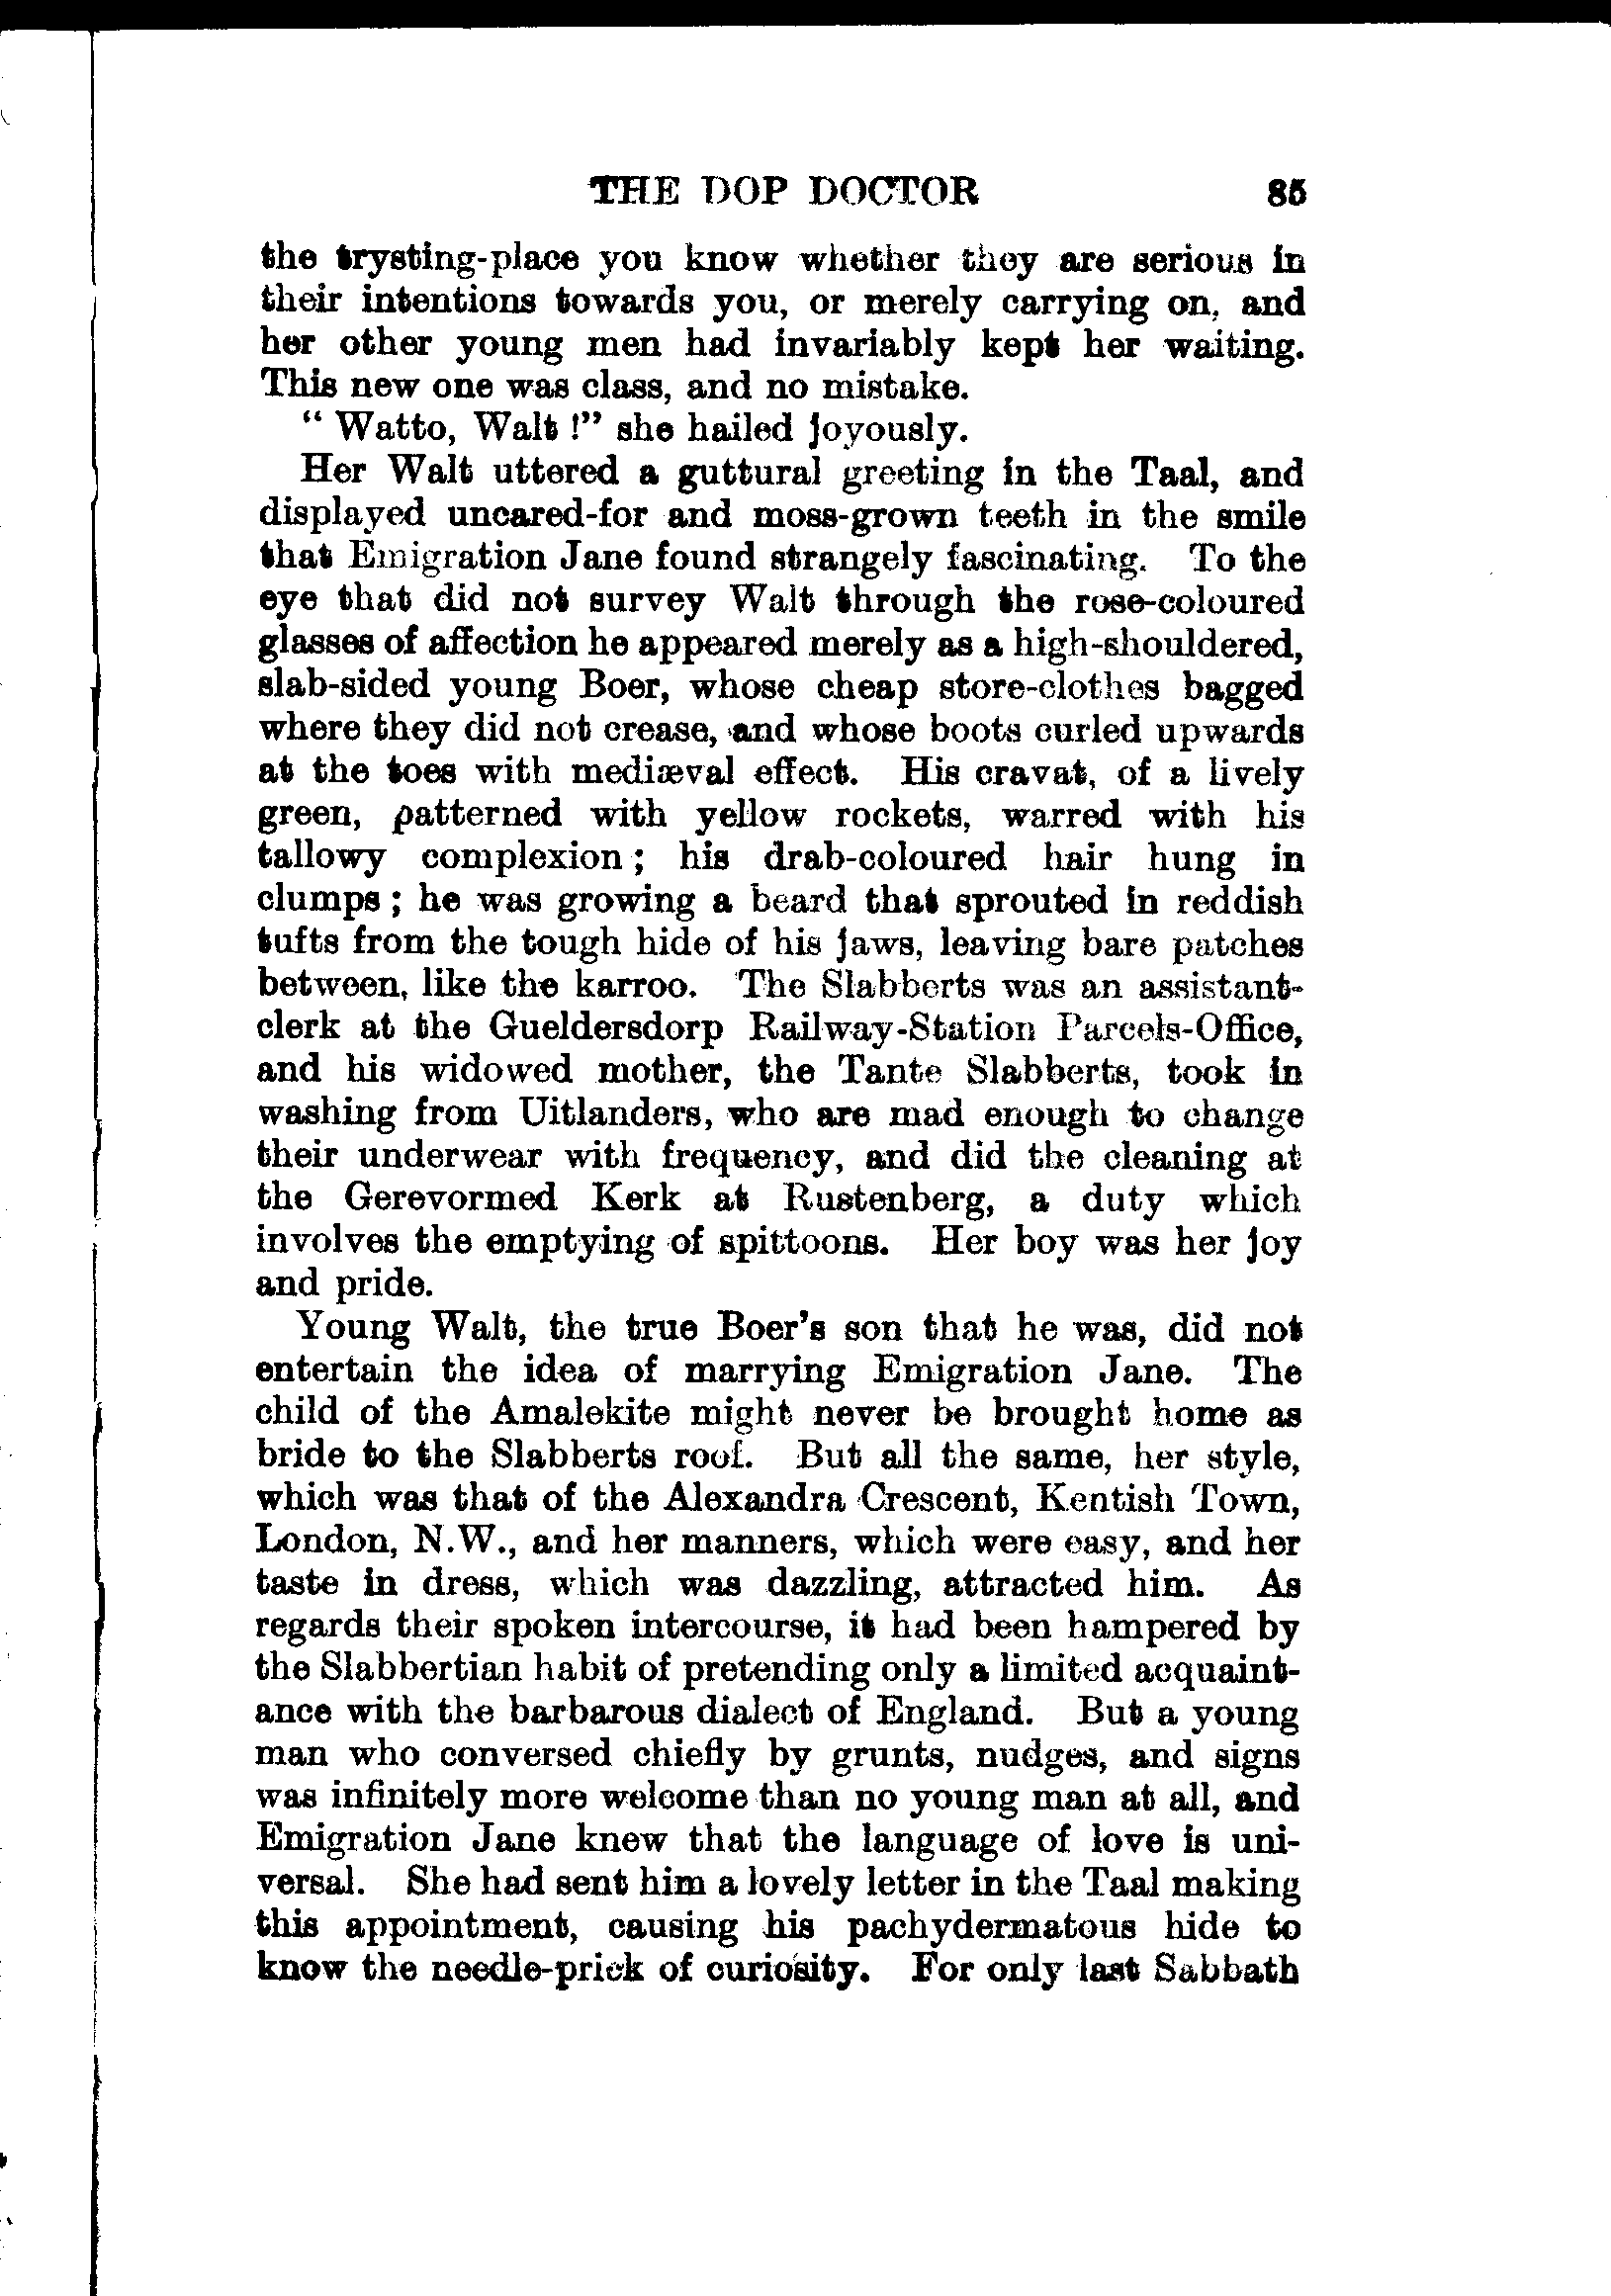 THE DOP DOCTOR 85
the trysting-place you know whether they are serious in
their intentions towards you, or merely carrying on, and
her other young men had invariably kept her waiting.
This new one was class, and no mistake.
“ Watto, Walt !” she hailed joyously.
Her Walt uttered a guttural greeting in the Taal, and
displayed uncared-for and moss-grown teeth in the smile
that Emigration Jane found strangely fascinating. To the
eye that did not survey Walt through the rose-coloured
glasses of affection he appeared merely as a high-shouldered,
slab-sided young Boer, whose cheap store-clothes bagged
where they did not crease, and whose boots curled upwards
at the toes with mediæval effect. His cravat, of a lively
green, patterned with yellow rockets, warred with his
tallowy complexion ; his drab-coloured hair hung in
clumps ; he was growing a beard that sprouted in reddish
tufts from the tough hide of his jaws, leaving bare patches
between, like the karroo. The Slabberts was an assistant-
clerk at the Gueldersdorp Railway-Station Parcels-Office,
and his widowed mother, the Tante Slabberts, took in
washing from Uitlanders, who are mad enough to change
their underwear with frequency, and did the cleaning at
the Gerevormed Kerk at Rustenberg, a duty which
involves the emptying of spittoons. Her boy was her joy
and pride.
Young Walt, the true Boer’s son that he was, did not
entertain the idea of marrying Emigration Jane. The
child of the Amalekite might never be brought home as
bride to the Slabberts roof. But all the same, her style,
which was that of the Alexandra Crescent, Kentish Town,
London, N.W., and her manners, which were easy, and her
taste in dress, which was dazzling, attracted him. As
regards their spoken intercourse, it had been hampered by
the Slabbertian habit of pretending only a limited acquaint-
ance with the barbarous dialect of England. But a young
man who conversed chiefly by grunts, nudges, and signs
was infinitely more welcome than no young man at all, and
Emigration Jane knew that the language of love is uni-
versal. She had sent him a lovely letter in the Taal making
this appointment, causing his pachydermatous hide to
know the needle-prick of curiosity. For only last Sabbath